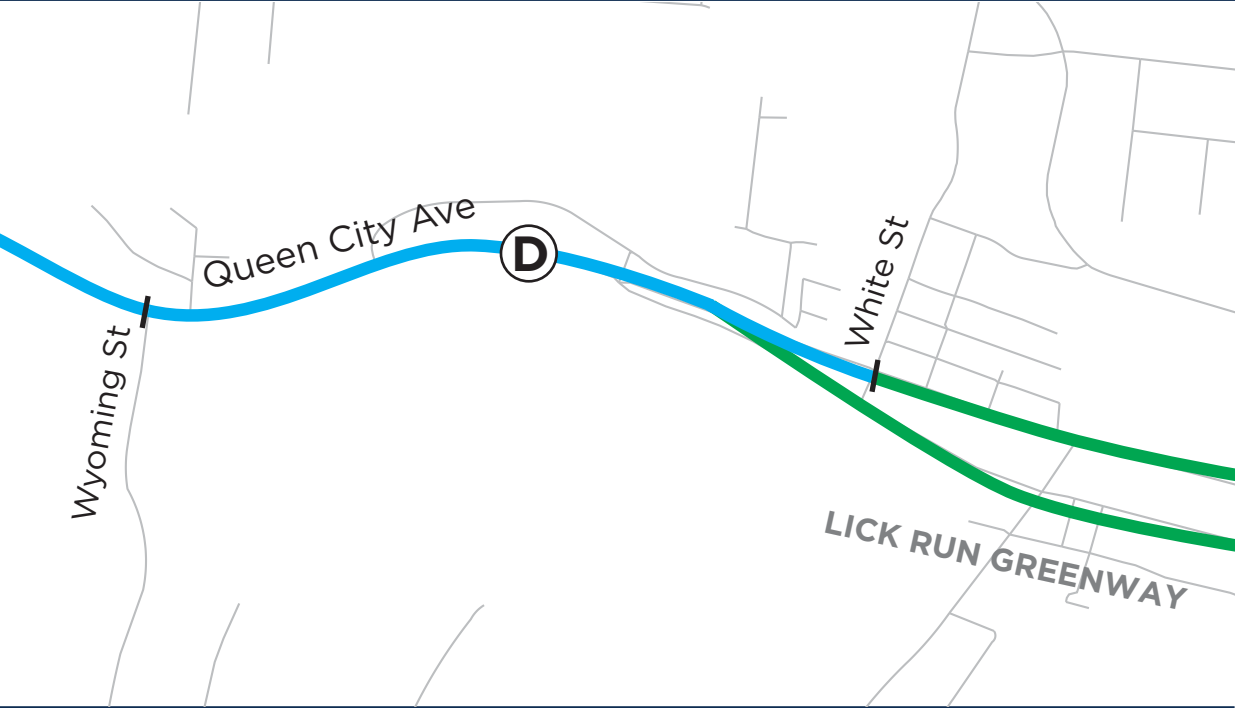 Queen City Ave
D
White St
Wyoming St
LICK RUN GREENWAY